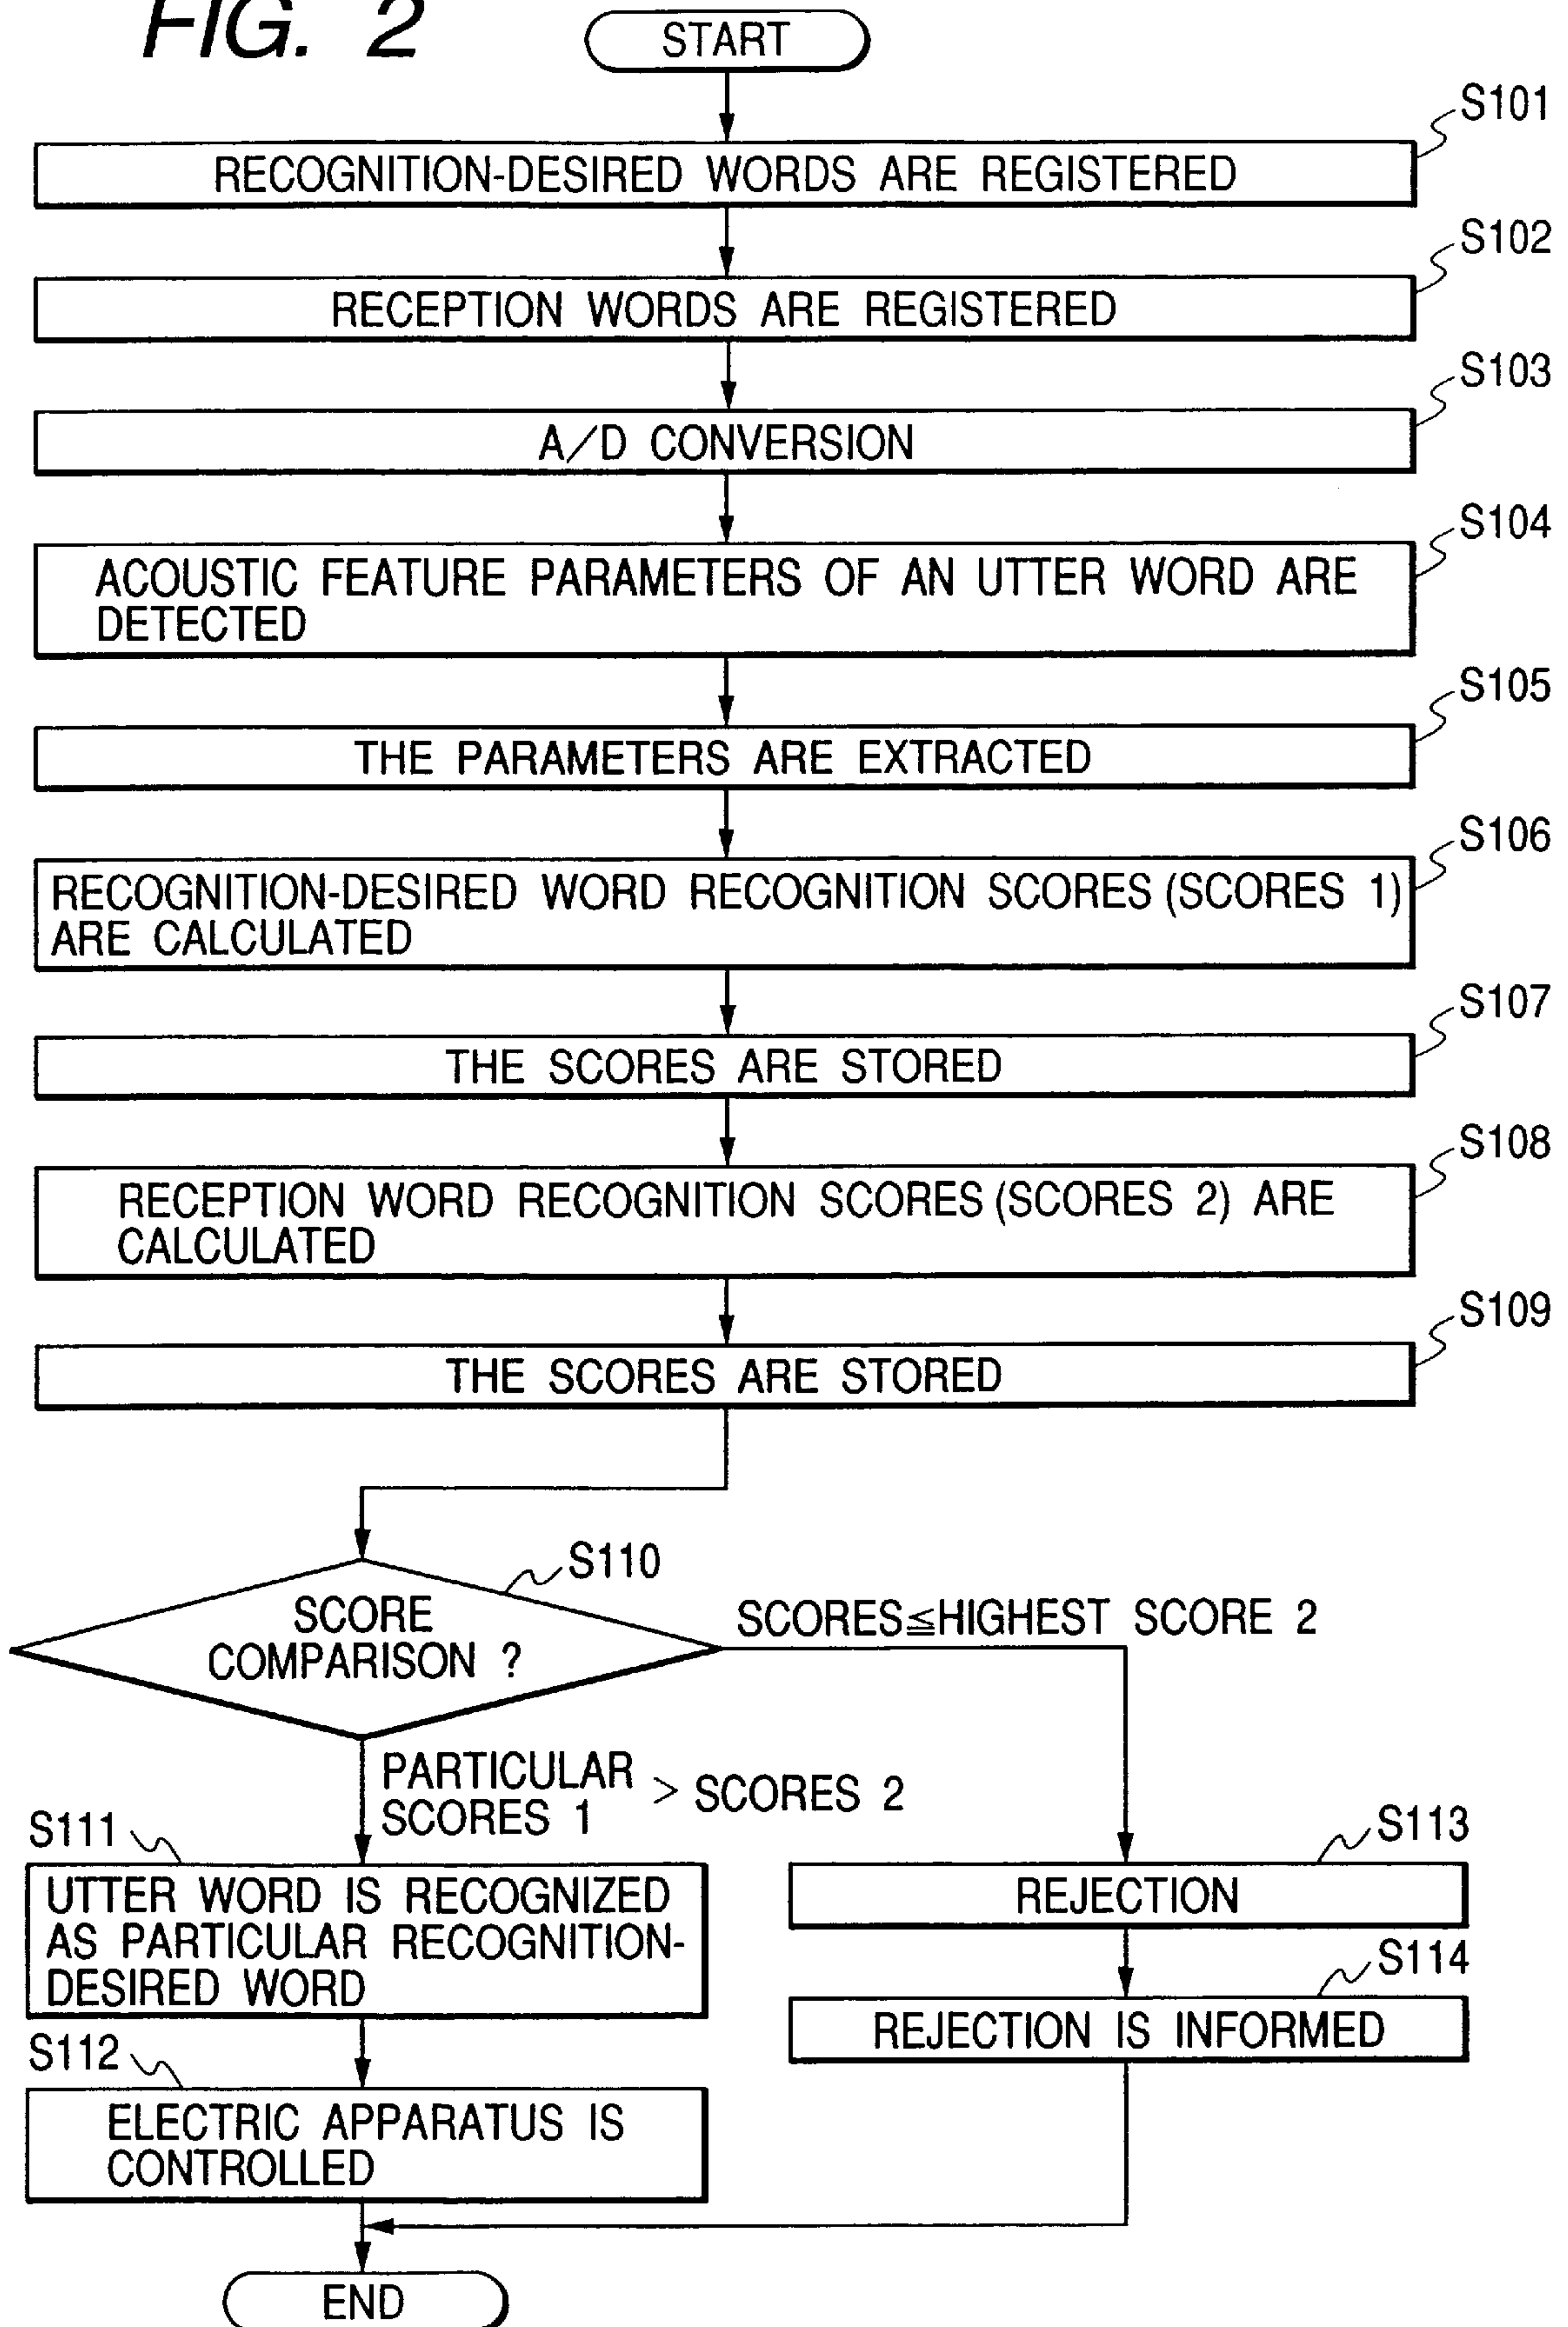 FIG. 2
START
S101
RECOGNITION-DESIRED WORDS ARE REGISTERED
S102
RECEPTION WORDS ARE REGISTERED
S103
A/D CONVERSION
S104
ACOUSTIC FEATURE PARAMETERS OF AN UTTER WORD ARE
DETECTED
S105
THE PARAMETERS ARE EXTRACTED
S106
RECOGNITION-DESIRED WORD RECOGNITION SCORES (SCORES 1)
ARE CALCULATED
S107
THE SCORES ARE STORED
S108
RECEPTION WORD RECOGNITION SCORES (SCORES 2) ARE
CALCULATED
S109
THE SCORES ARE STORED
S110
SCORE
COMPARISON ?
SCORES≦HIGHEST SCORE 2
PARTICULAR
SCORES 1
> SCORES 2
S111
UTTER WORD IS RECOGNIZED
AS PARTICULAR RECOGNITION-
DESIRED WORD
S112
ELECTRIC APPARATUS IS
CONTROLLED
S113
REJECTION
S114
REJECTION IS INFORMED
END